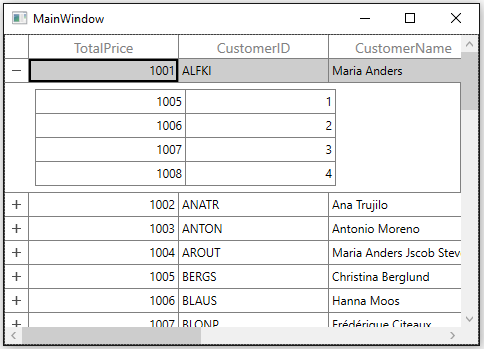 MainWindow
TotalPrice CustomerID CustomerName
1001 ALFKI Maria Anders
1005 1
1006 2
1007 3
1008 4
1002 ANATR Ana Trujilo
1003 ANTON Antonio Moreno
1004 AROUT Maria Anders Jscob Stev
1005 BERGS Christina Berglund
1006 BLAUS Hanna Moos
1007 BLONP Frédérique Citeaux